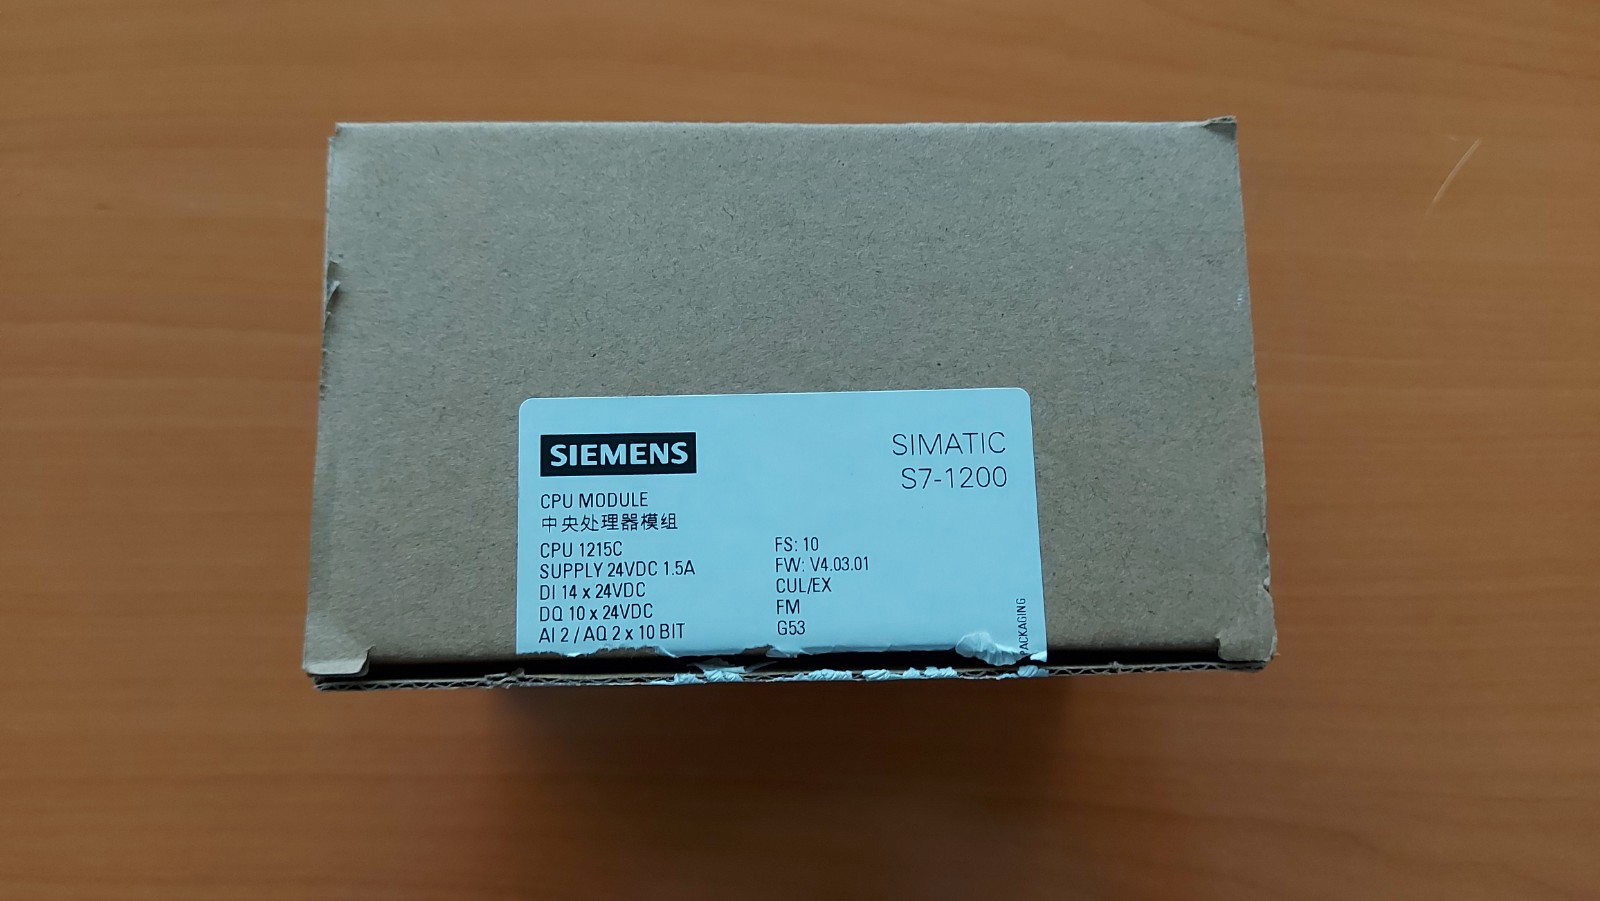 SIEMENS
SIMATIC
S7-1200
CPU MODULE
中央处理器模组
CPU 1215C
SUPPLY 24VDC 1.5A
DI 14 x 24VDC
DQ 10 x 24VDC
AI 2 / AQ 2 x 10 BIT
FS: 10
FW: V4.03.01
CUL/EX
FM
G53
PACKAGING